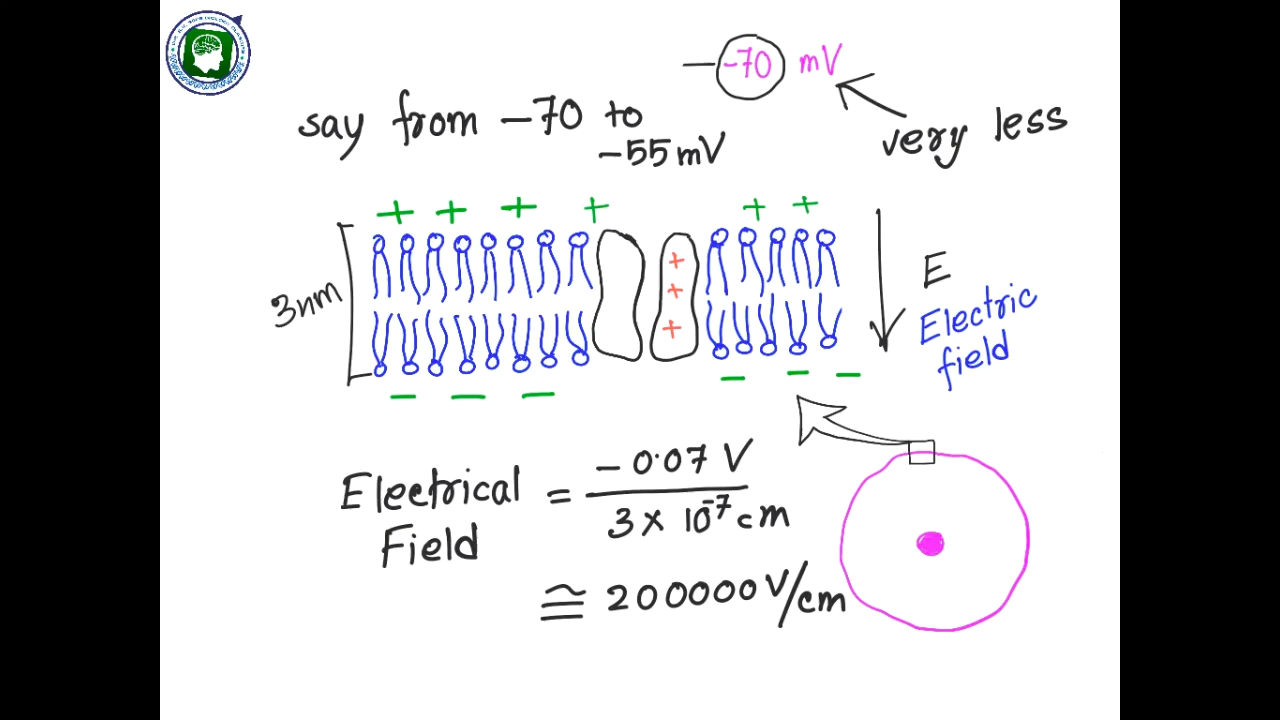 –-70 mV
say from –70 to
–55mV
very less
+ + + + + +
3nm
+
+
+
E
Electric
field
– – – – – –
Electrical
Field
= –0.07 V
3 × 10⁻⁷ cm
≅ 200000 V/cm